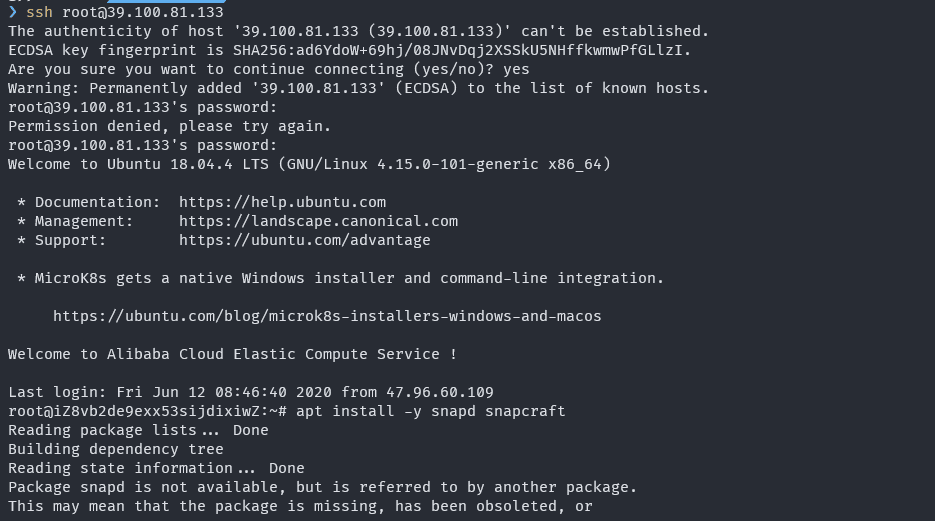 ❯ ssh root@39.100.81.133
The authenticity of host '39.100.81.133 (39.100.81.133)' can't be established.
ECDSA key fingerprint is SHA256:ad6YdoW+69hj/08JNvDqj2XSSkU5NHffkwmwPfGLlzI.
Are you sure you want to continue connecting (yes/no)? yes
Warning: Permanently added '39.100.81.133' (ECDSA) to the list of known hosts.
root@39.100.81.133's password:
Permission denied, please try again.
root@39.100.81.133's password:
Welcome to Ubuntu 18.04.4 LTS (GNU/Linux 4.15.0-101-generic x86_64)
* Documentation:  https://help.ubuntu.com
* Management:     https://landscape.canonical.com
* Support:        https://ubuntu.com/advantage
* MicroK8s gets a native Windows installer and command-line integration.
https://ubuntu.com/blog/microk8s-installers-windows-and-macos
Welcome to Alibaba Cloud Elastic Compute Service !
Last login: Fri Jun 12 08:46:40 2020 from 47.96.60.109
root@iZ8vb2de9exx53sijdixiwZ:~# apt install -y snapd snapcraft
Reading package lists... Done
Building dependency tree
Reading state information... Done
Package snapd is not available, but is referred to by another package.
This may mean that the package is missing, has been obsoleted, or